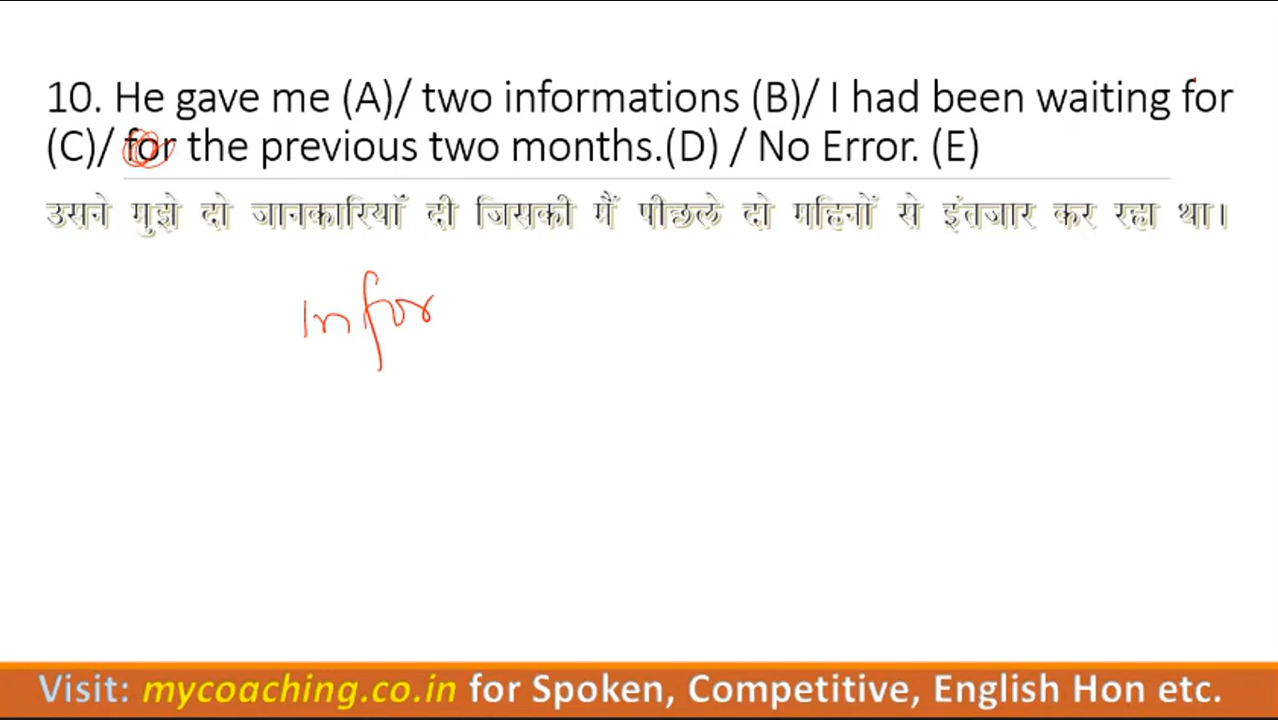 10. He gave me (A)/ two informations (B)/ I had been waiting for
(C)/ for the previous two months.(D) / No Error. (E)
उसने मुझे दो जानकारियाँ दी जिसकी मैं पीछले दो महिनों से इंतजार कर रहा था।
Infor
Visit: mycoaching.co.in for Spoken, Competitive, English Hon etc.